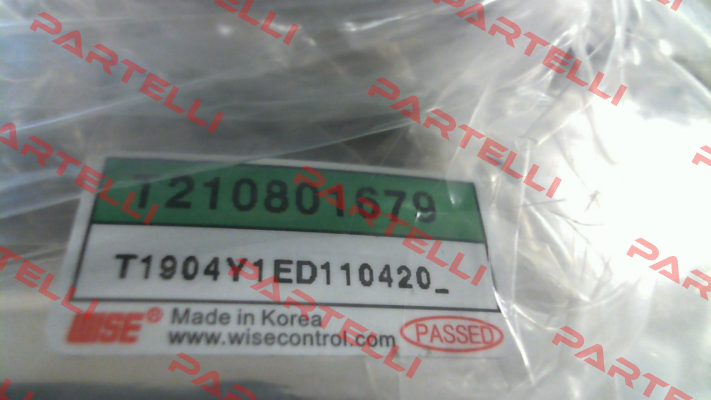 T210801679
T1904Y1ED110420_
WISE® Made in Korea
www.wisecontrol.com PASSED
PARTELLI
PARTELLI
PARTELLI
PARTELLI
PARTELLI
PARTELLI
PARTELLI
PARTELLI